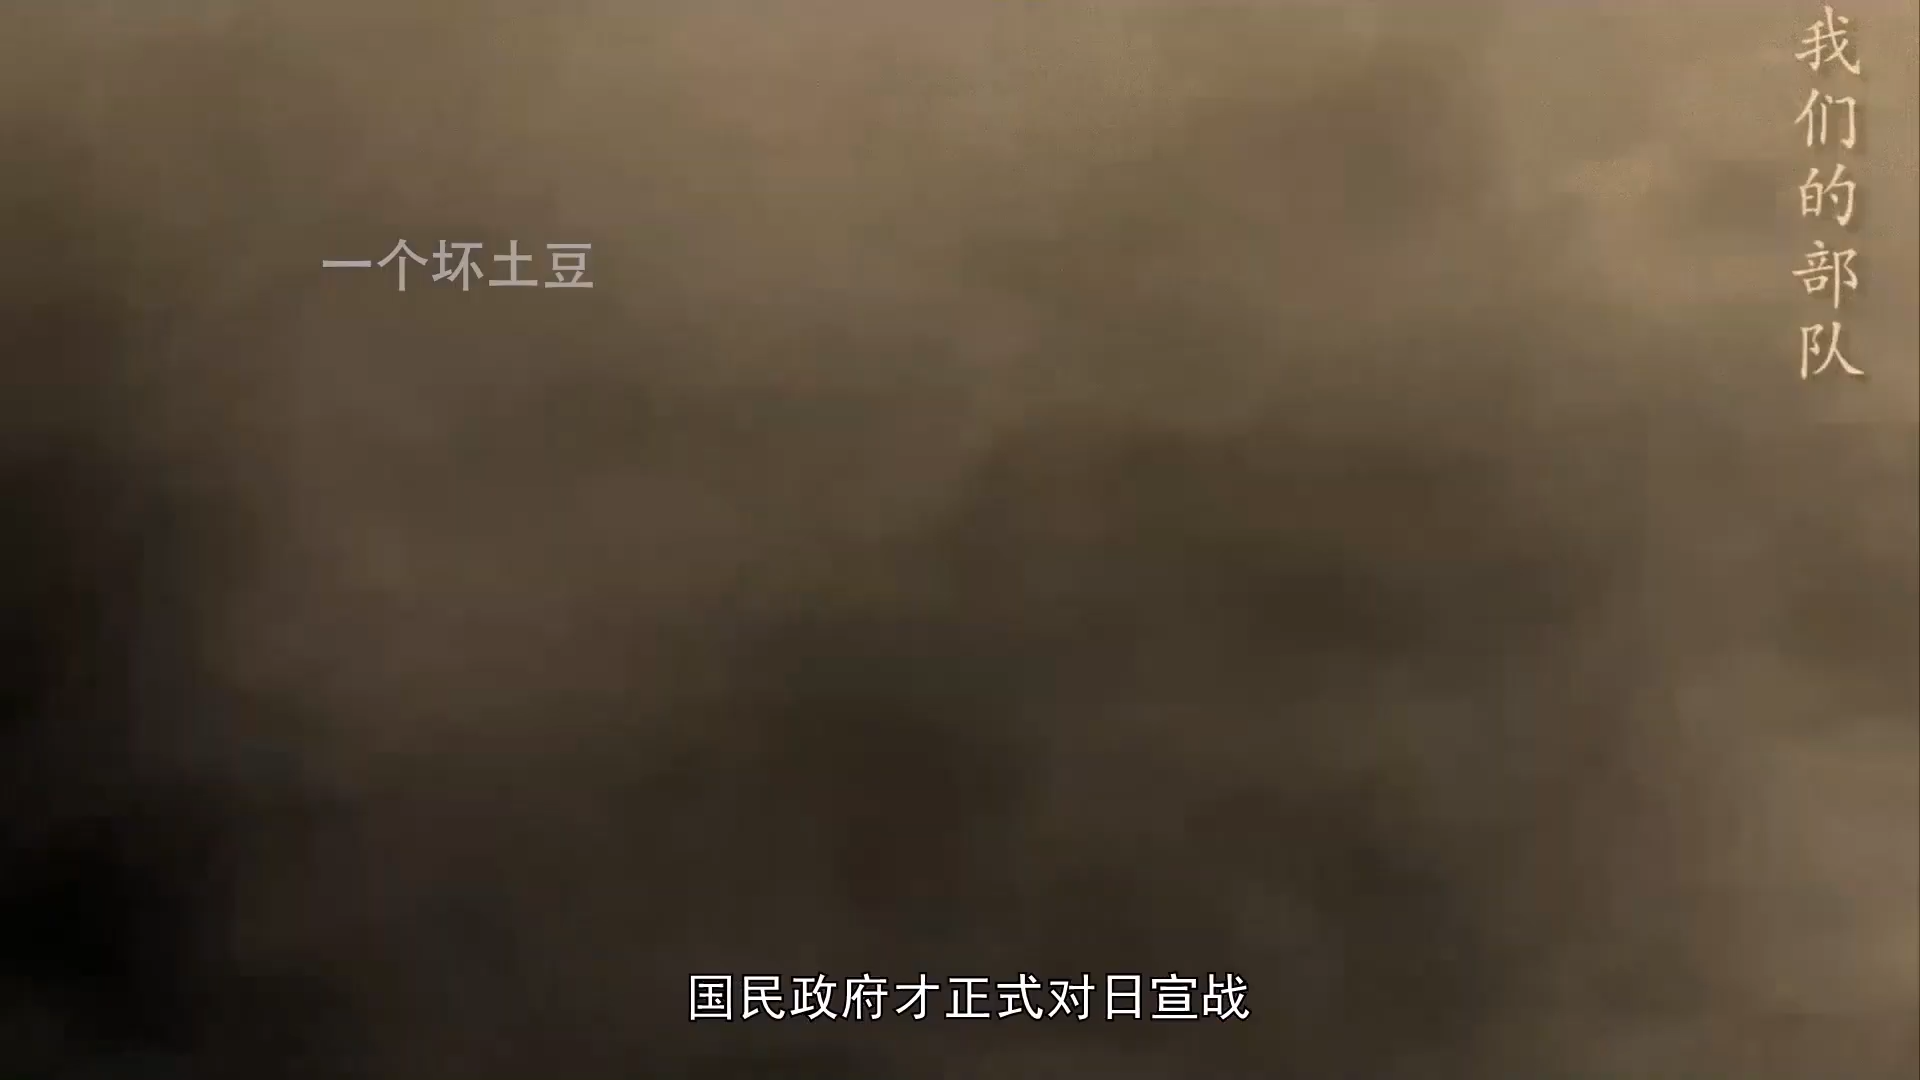 我们的部队
一个坏土豆
国民政府才正式对日宣战